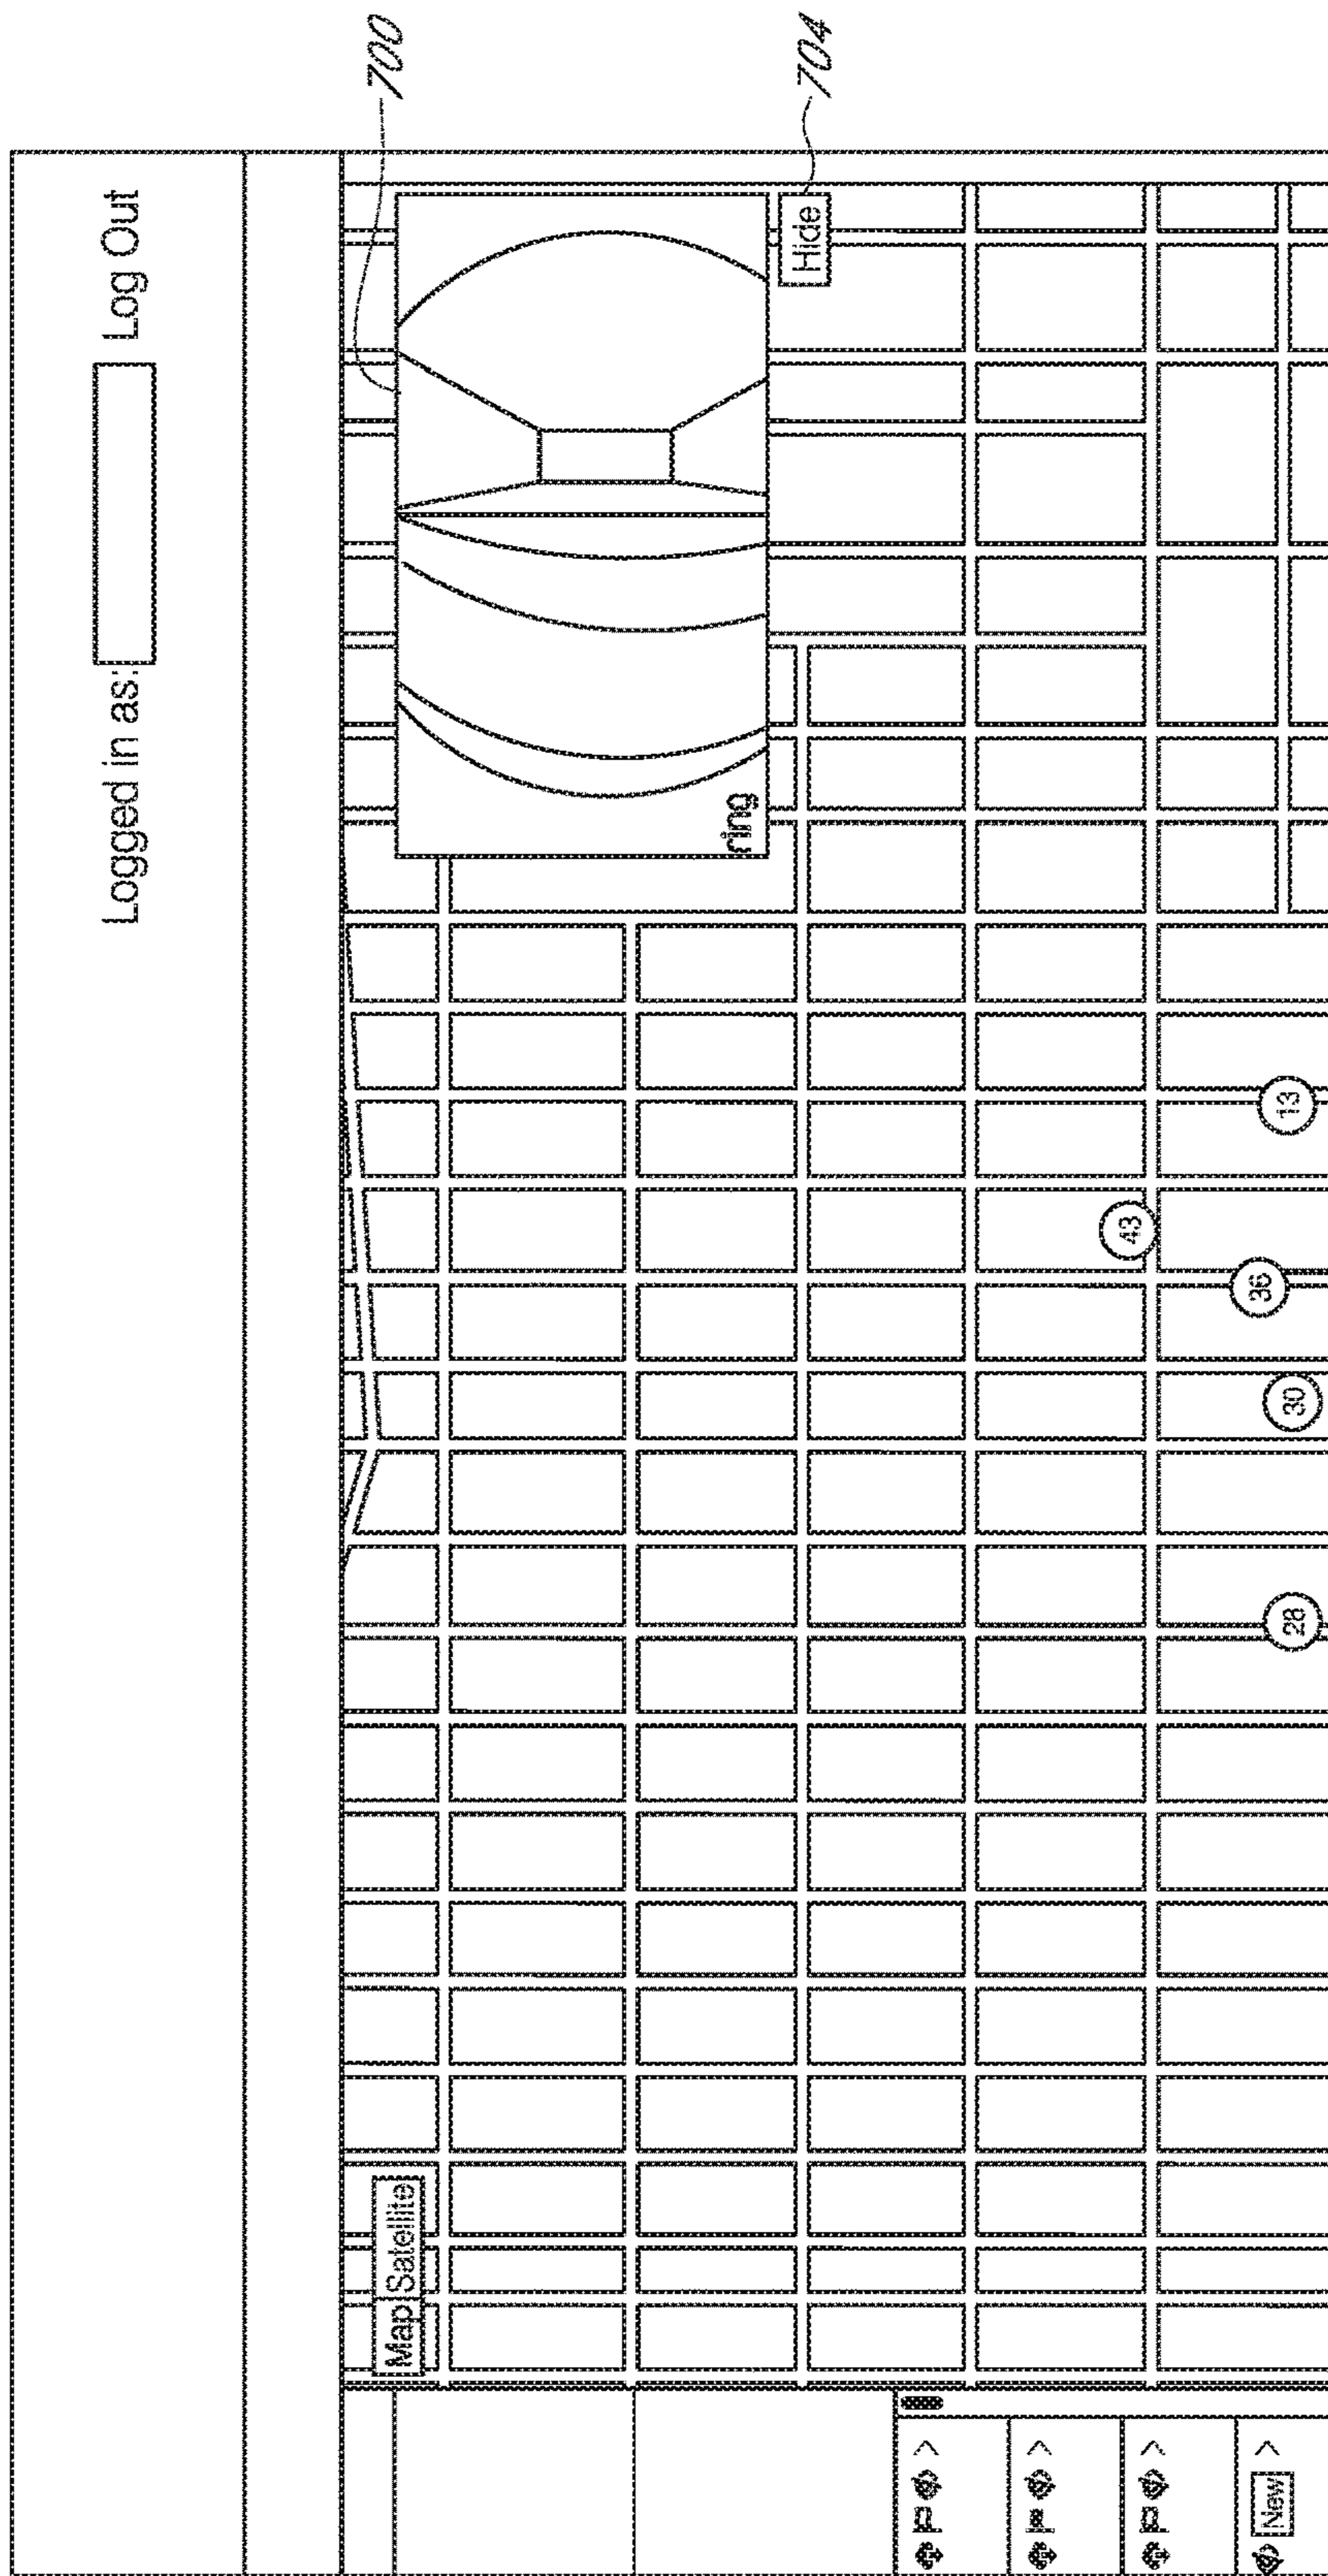 Logged in as: Log Out
700
Map Satellite
ring
Hide
704
43
36
13
30
28
New